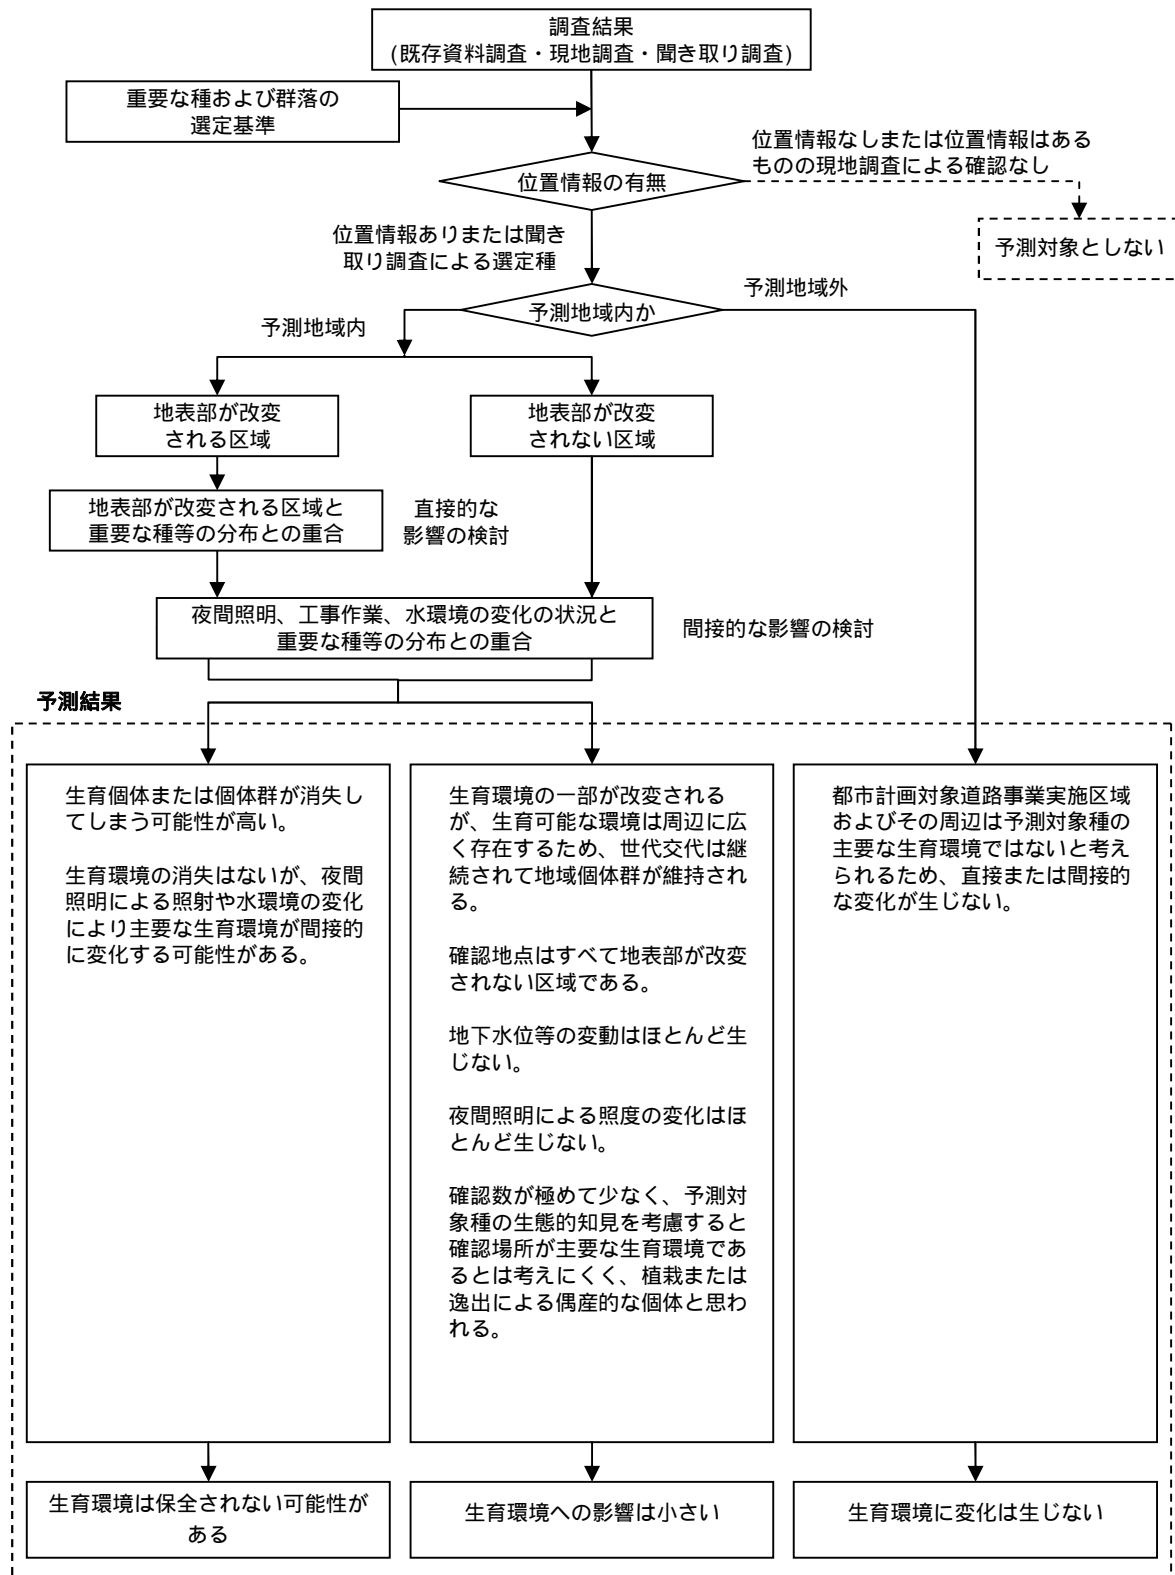 調査結果
(既存資料調査・現地調査・聞き取り調査)
重要な種および群落の
選定基準
位置情報なしまたは位置情報はある
ものの現地調査による確認なし
位置情報の有無
予測対象としない
位置情報ありまたは聞き
取り調査による選定種
予測地域外
予測地域内か
予測地域内
地表部が改変
される区域
地表部が改変
されない区域
地表部が改変される区域と
重要な種等の分布との重合
直接的な
影響の検討
夜間照明、工事作業、水環境の変化の状況と
重要な種等の分布との重合
間接的な影響の検討
予測結果
生育個体または個体群が消失し
てしまう可能性が高い。
生育環境の消失はないが、夜間
照明による照射や水環境の変化
により主要な生育環境が間接的
に変化する可能性がある。
生育環境の一部が改変される
が、生育可能な環境は周辺に広
く存在するため、世代交代は継
続されて地域個体群が維持され
る。
確認地点はすべて地表部が改変
されない区域である。
地下水位等の変動はほとんど生
じない。
夜間照明による照度の変化はほ
とんど生じない。
確認数が極めて少なく、予測対
象種の生態的知見を考慮すると
確認場所が主要な生育環境であ
るとは考えにくく、植栽または
逸出による偶産的な個体と思わ
れる。
都市計画対象道路事業実施区域
およびその周辺は予測対象種の
主要な生育環境ではないと考え
られるため、直接または間接的
な変化が生じない。
生育環境は保全されない可能性が
ある
生育環境への影響は小さい
生育環境に変化は生じない